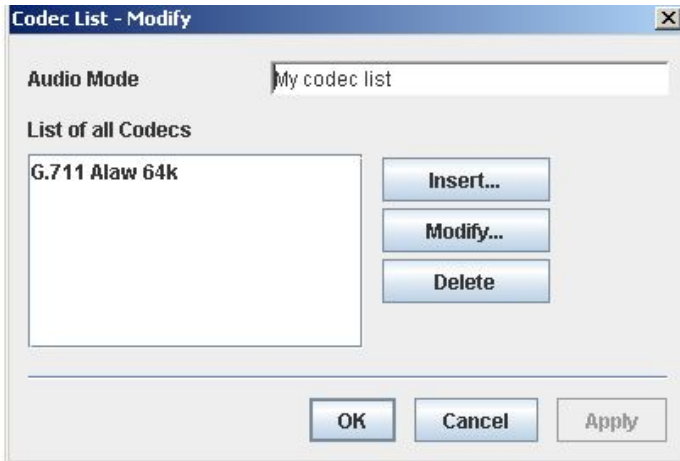 Codec List - Modify
Audio Mode
My codec list
List of all Codecs
G.711 Alaw 64k
Insert...
Modify...
Delete
OK
Cancel
Apply